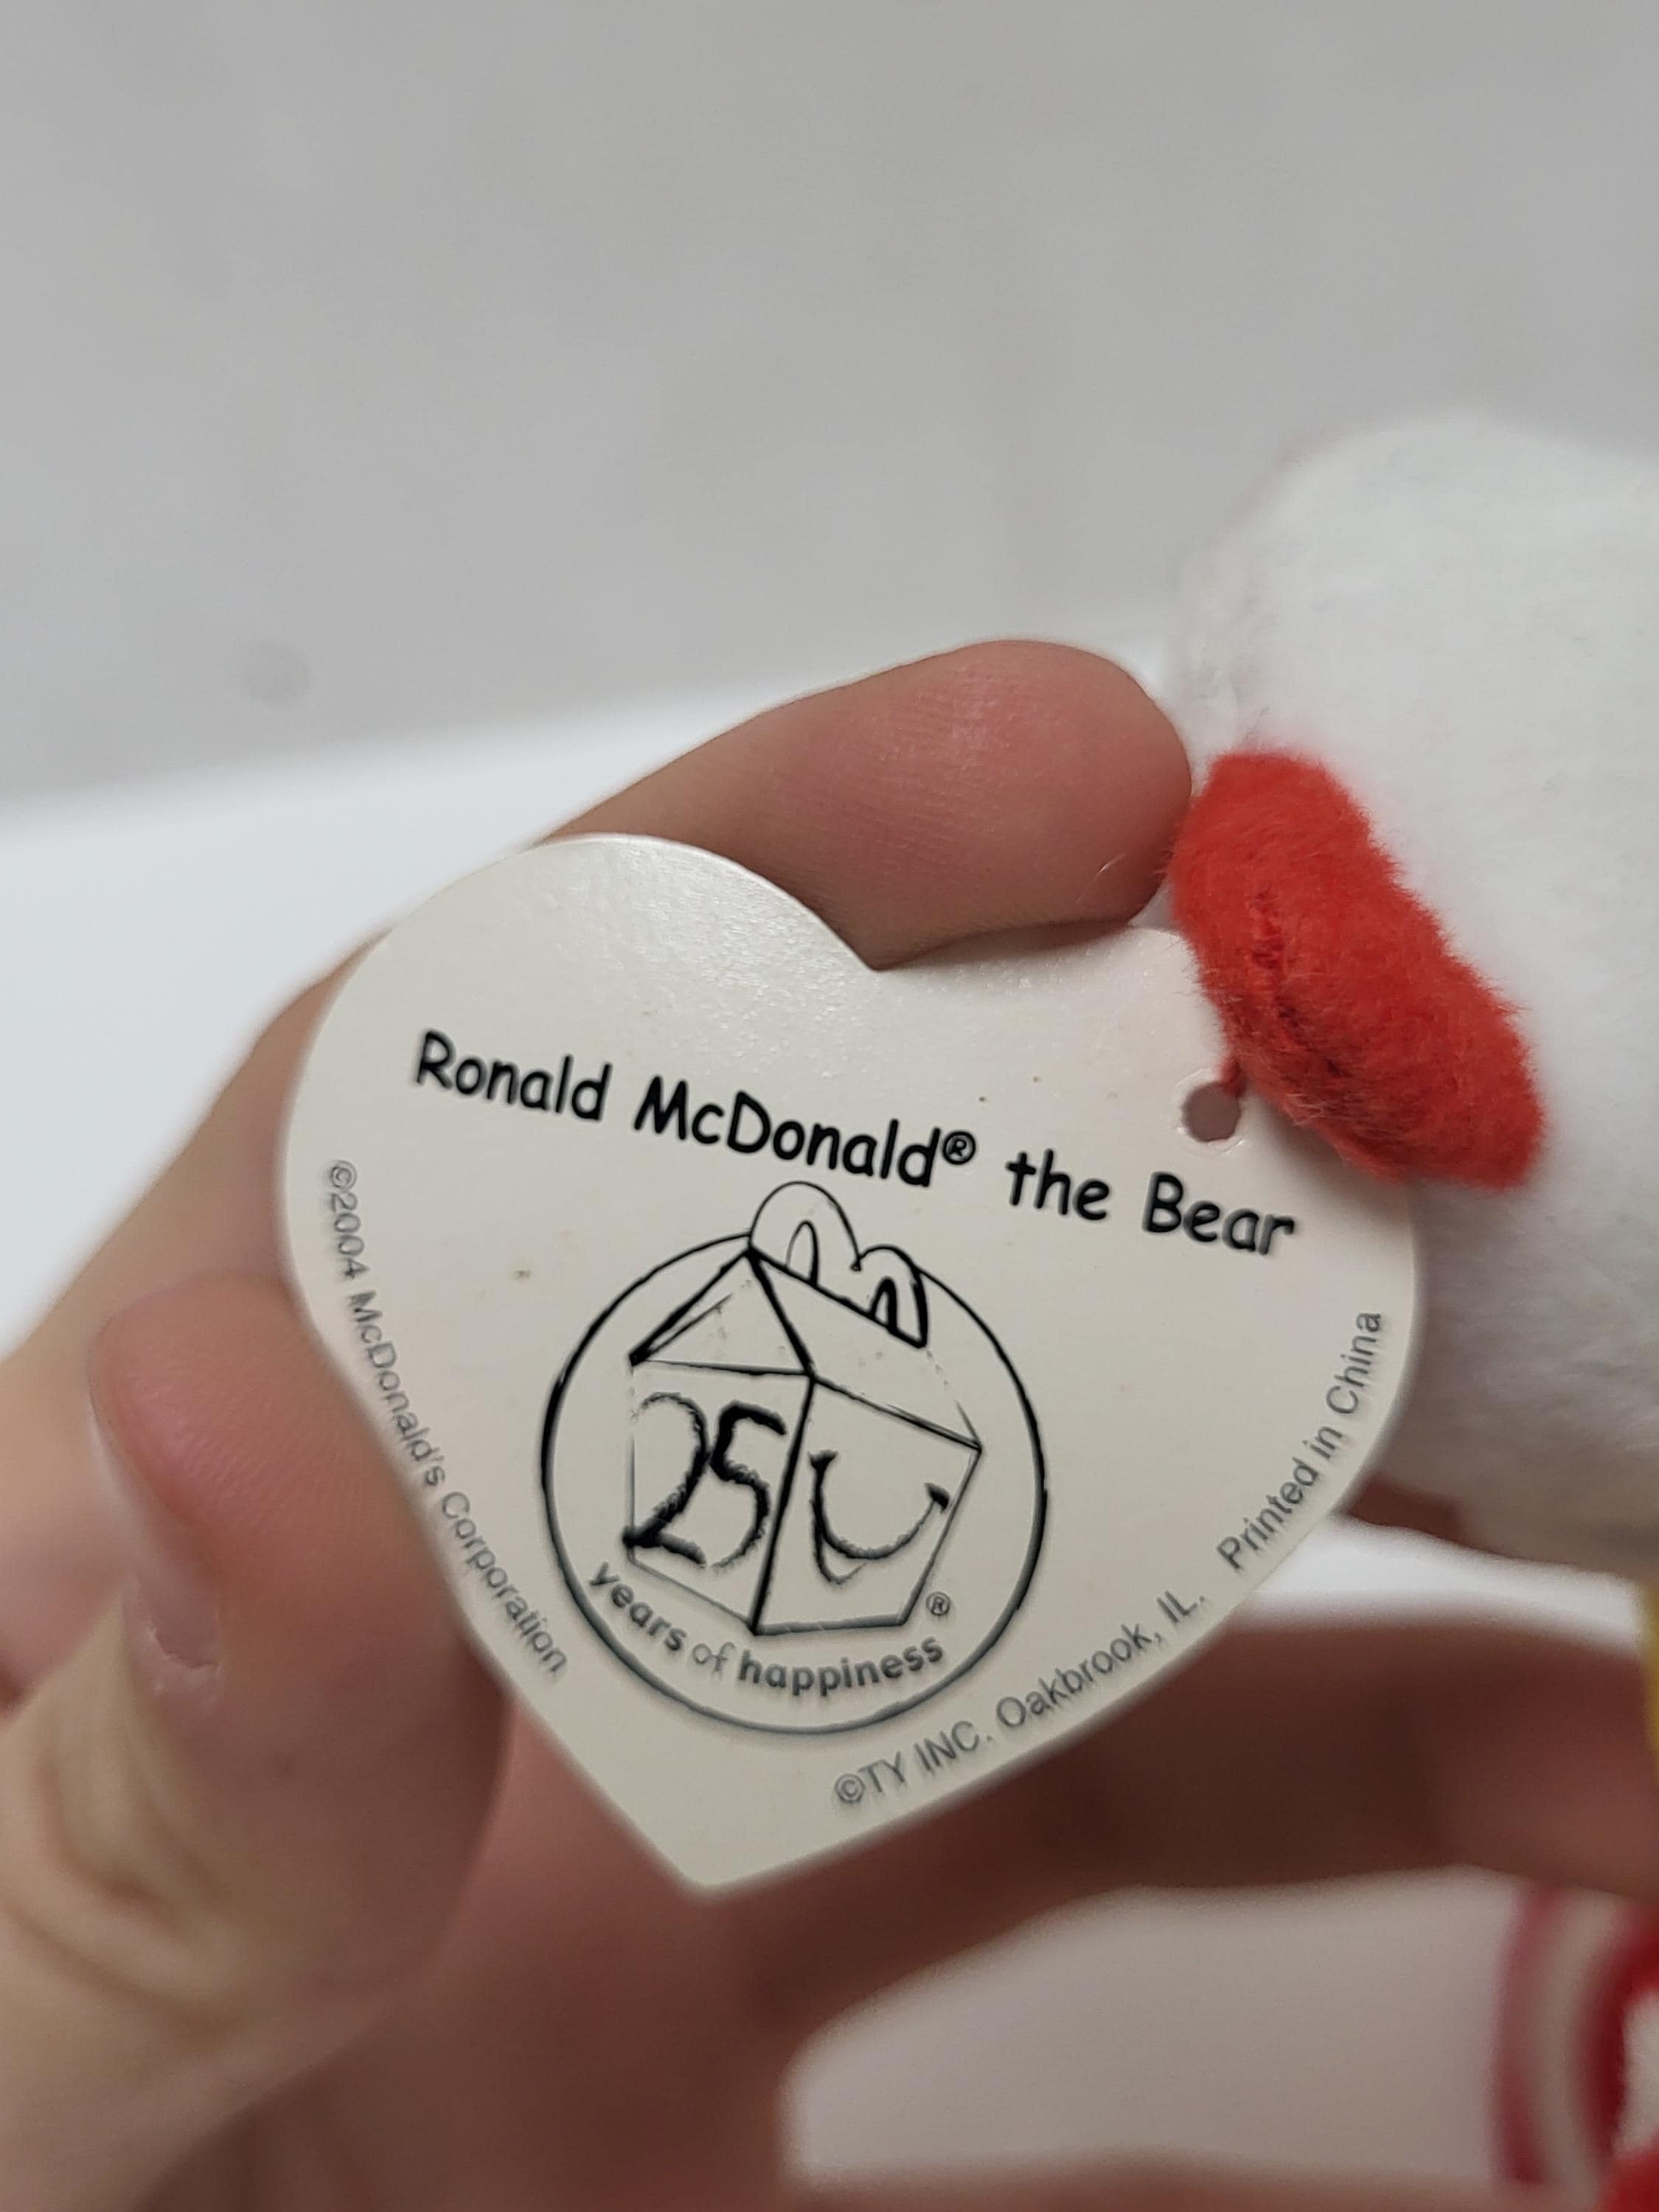 Ronald McDonald® the Bear
25
years of happiness
®
©2004 McDonald's Corporation
©TY INC. Oakbrook, IL. Printed in China